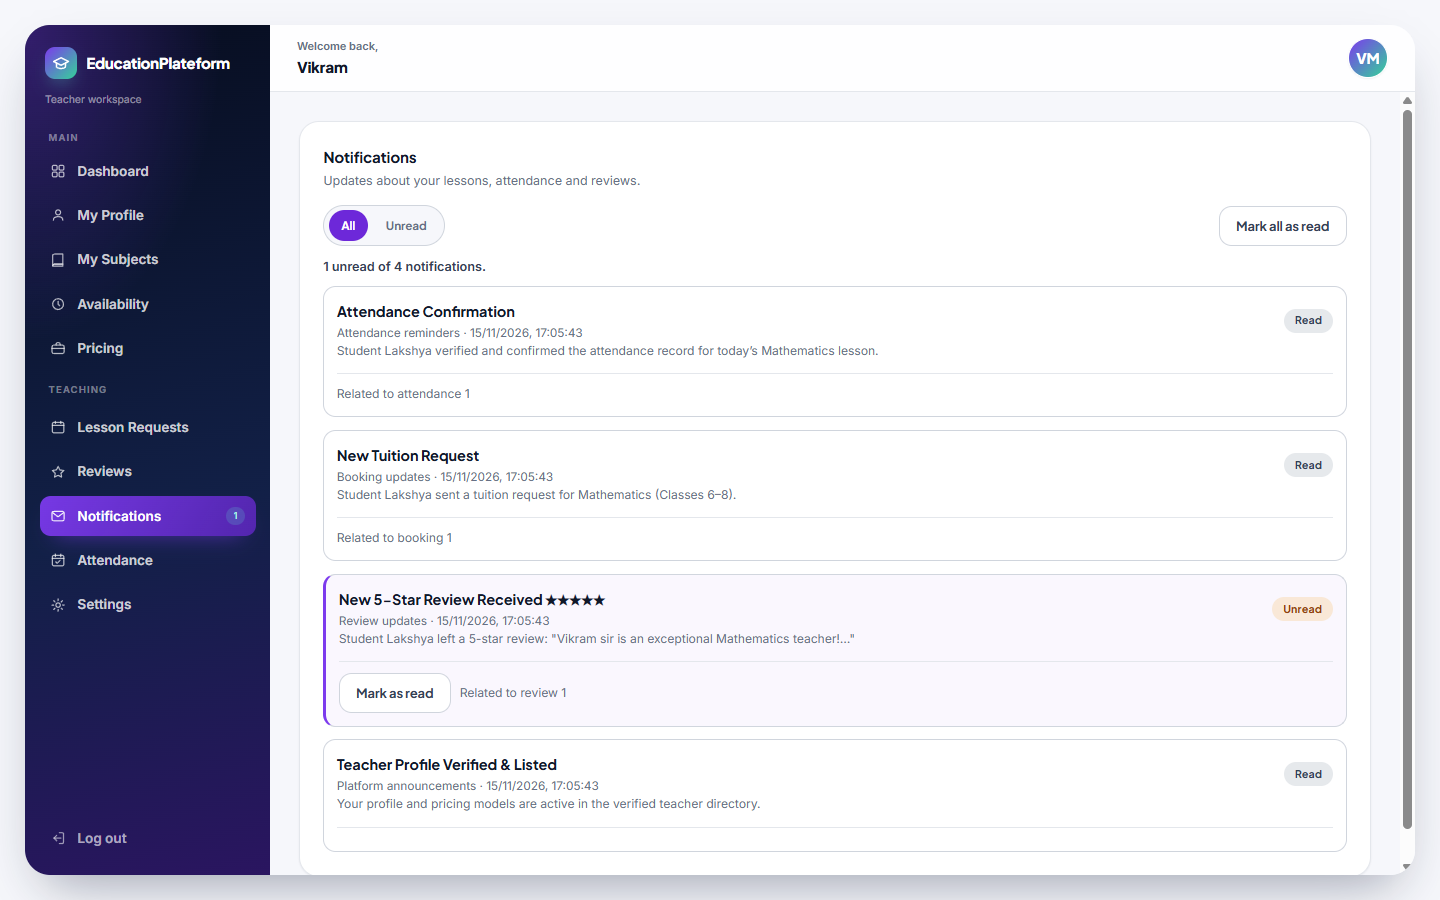 EducationPlateform
Teacher workspace
MAIN
Dashboard
My Profile
My Subjects
Availability
Pricing
TEACHING
Lesson Requests
Reviews
Notifications 1
Attendance
Settings
Log out
Welcome back,
Vikram
VM
Notifications
Updates about your lessons, attendance and reviews.
All Unread
Mark all as read
1 unread of 4 notifications.
Attendance Confirmation
Read
Attendance reminders · 15/11/2026, 17:05:43
Student Lakshya verified and confirmed the attendance record for today's Mathematics lesson.
Related to attendance 1
New Tuition Request
Read
Booking updates · 15/11/2026, 17:05:43
Student Lakshya sent a tuition request for Mathematics (Classes 6–8).
Related to booking 1
New 5-Star Review Received ★★★★★
Unread
Review updates · 15/11/2026, 17:05:43
Student Lakshya left a 5-star review: "Vikram sir is an exceptional Mathematics teacher!..."
Mark as read Related to review 1
Teacher Profile Verified & Listed
Read
Platform announcements · 15/11/2026, 17:05:43
Your profile and pricing models are active in the verified teacher directory.